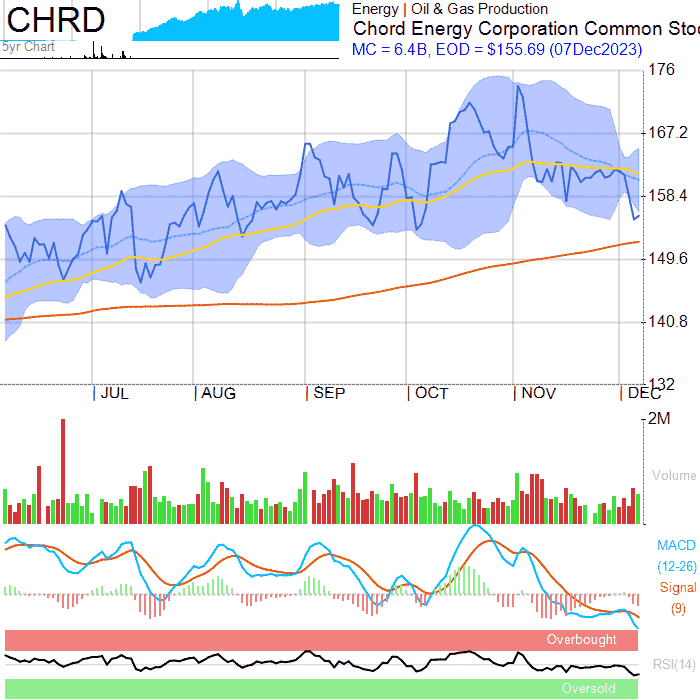 CHRD
5yr Chart
Energy | Oil & Gas Production
Chord Energy Corporation Common Stoc
MC = 6.4B, EOD = $155.69 (07Dec2023)
176
167.2
158.4
149.6
140.8
132
JUL AUG SEP OCT NOV DEC
2M
Volume
MACD
(12-26)
Signal
(9)
Overbought
RSI(14)
Oversold